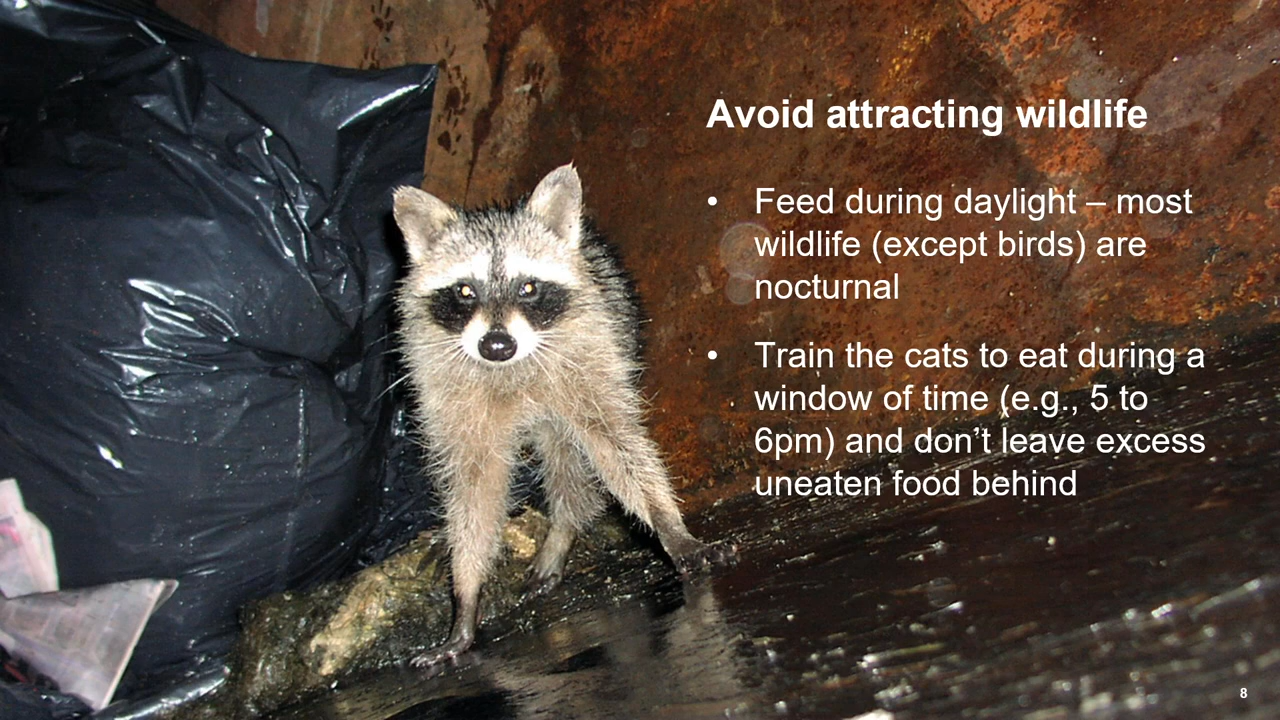 Avoid attracting wildlife
• Feed during daylight – most
wildlife (except birds) are
nocturnal
• Train the cats to eat during a
window of time (e.g., 5 to
6pm) and don’t leave excess
uneaten food behind
8